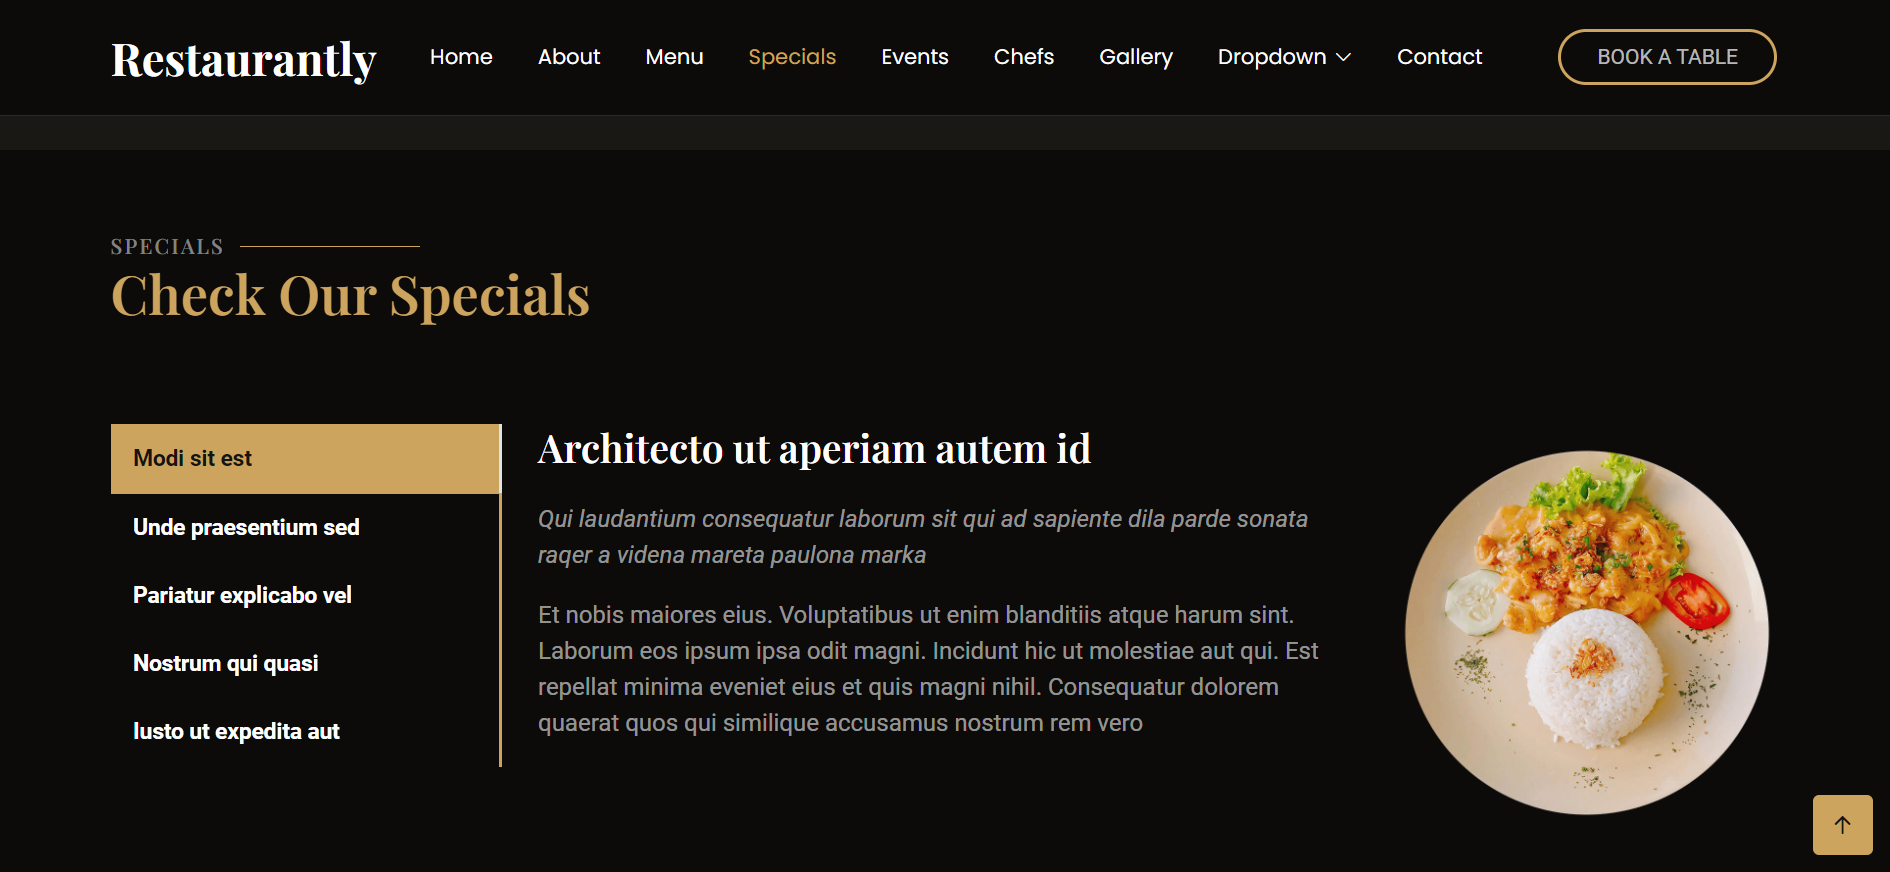 Restaurantly
Home About Menu Specials Events Chefs Gallery Dropdown Contact
BOOK A TABLE
SPECIALS
Check Our Specials
Modi sit est
Unde praesentium sed
Pariatur explicabo vel
Nostrum qui quasi
Iusto ut expedita aut
Architecto ut aperiam autem id
Qui laudantium consequatur laborum sit qui ad sapiente dila parde sonata
raqer a videna mareta paulona marka
Et nobis maiores eius. Voluptatibus ut enim blanditiis atque harum sint.
Laborum eos ipsum ipsa odit magni. Incidunt hic ut molestiae aut qui. Est
repellat minima eveniet eius et quis magni nihil. Consequatur dolorem
quaerat quos qui similique accusamus nostrum rem vero